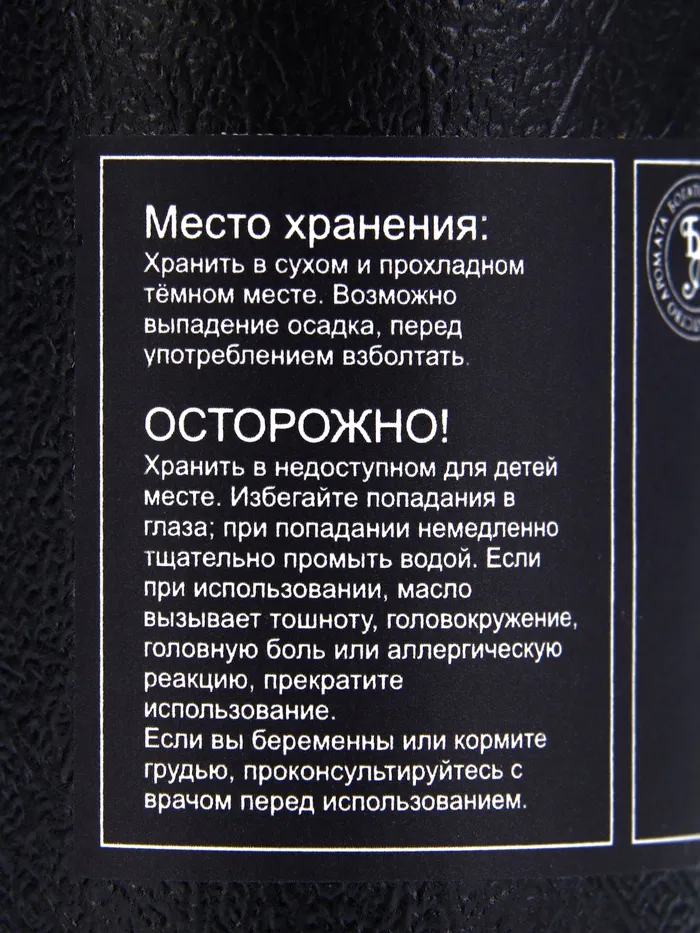 Место хранения:
Хранить в сухом и прохладном
тёмном месте. Возможно
выпадение осадка, перед
употреблением взболтать.
ОСТОРОЖНО!
Хранить в недоступном для детей
месте. Избегайте попадания в
глаза; при попадании немедленно
тщательно промыть водой. Если
при использовании, масло
вызывает тошноту, головокружение,
головную боль или аллергическую
реакцию, прекратите
использование.
Если вы беременны или кормите
грудью, проконсультируйтесь с
врачом перед использованием.
АРОМАТА